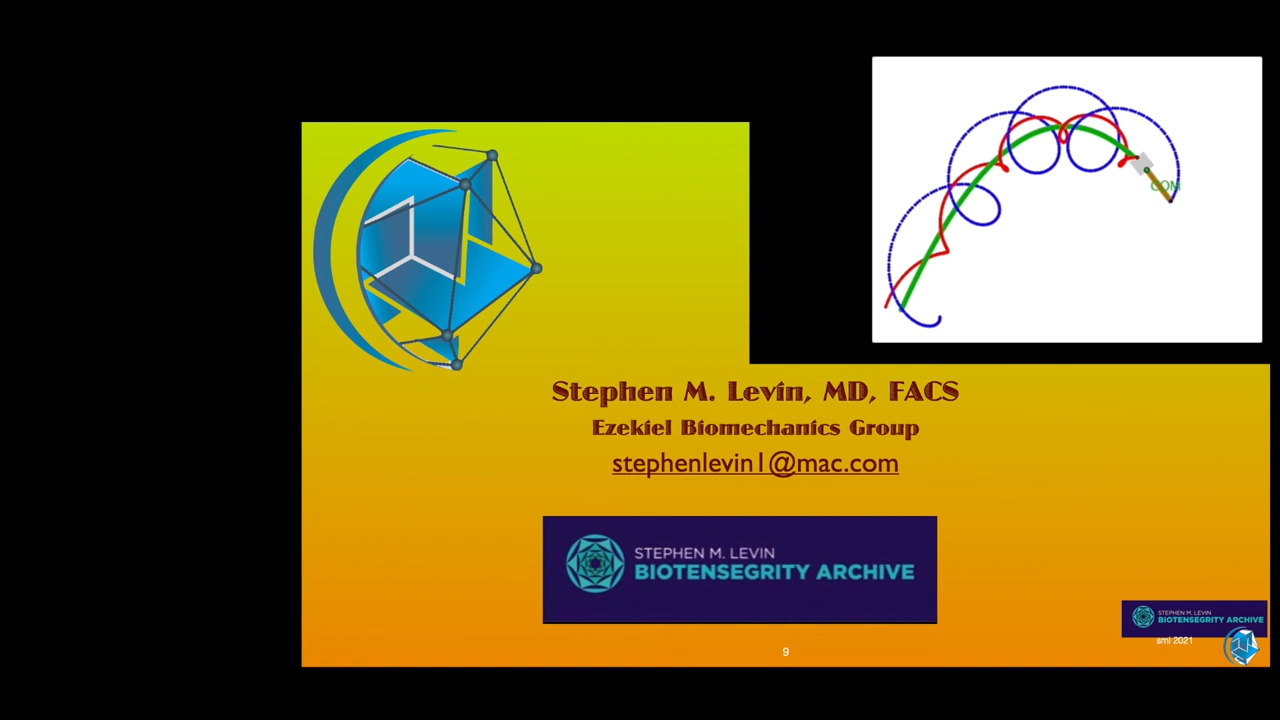 COM
Stephen M. Levin, MD, FACS
Ezekiel Biomechanics Group
stephenlevin1@mac.com
STEPHEN M. LEVIN
BIOTENSEGRITY ARCHIVE
STEPHEN M. LEVIN
BIOTENSEGRITY ARCHIVE
sml 2021
9